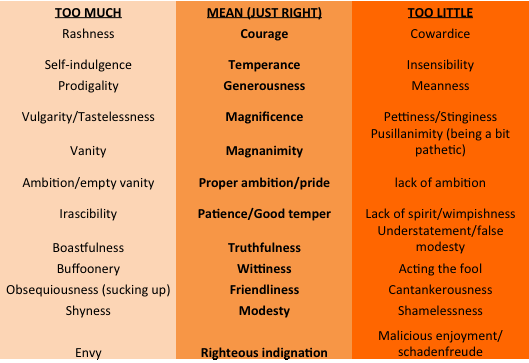 TOO MUCH MEAN (JUST RIGHT) TOO LITTLE
Rashness Courage Cowardice
Self-indulgence Temperance Insensibility
Prodigality Generousness Meanness
Vulgarity/Tastelessness Magnificence Pettiness/Stinginess
Vanity Magnanimity Pusillanimity (being a bit
pathetic)
Ambition/empty vanity Proper ambition/pride lack of ambition
Irascibility Patience/Good temper Lack of spirit/wimpishness
Boastfulness Truthfulness Understatement/false
modesty
Buffoonery Wittiness Acting the fool
Obsequiousness (sucking up) Friendliness Cantankerousness
Shyness Modesty Shamelessness
Envy Righteous indignation Malicious enjoyment/
schadenfreude